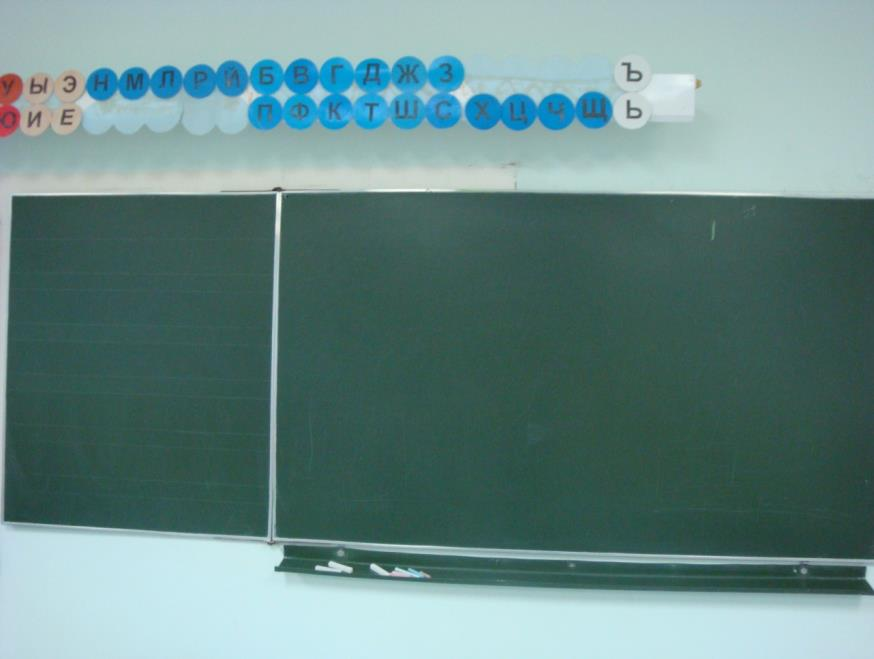 У Ы Э Н М Л Р Й Б В Г Д Ж З Ъ
Ю И Е П Ф К Т Ш С Х Ц Ч Щ Ь